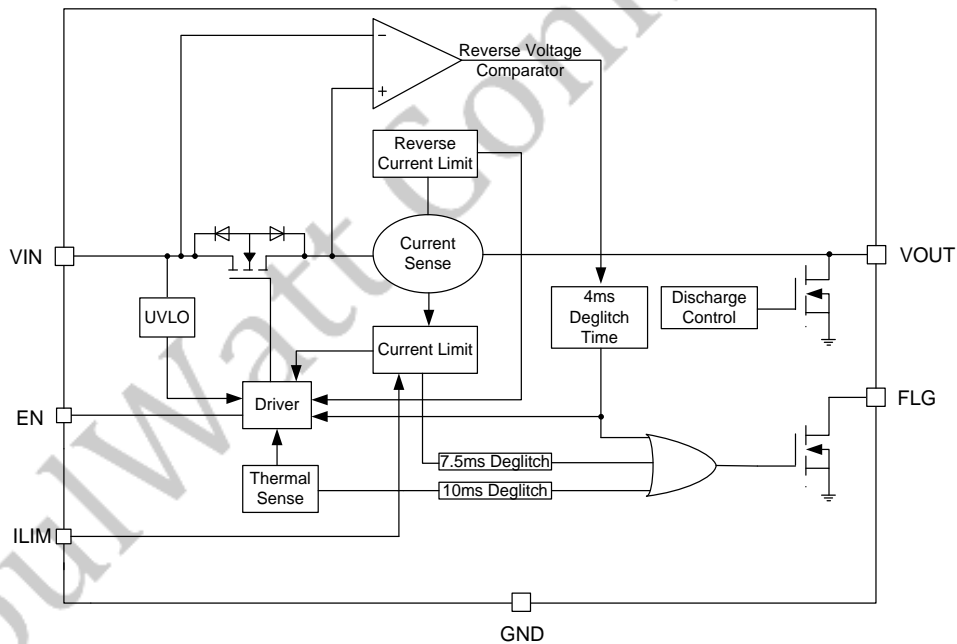 Reverse Voltage
Comparator
−
+
Reverse
Current Limit
Current
Sense
VIN
VOUT
UVLO
4ms
Deglitch
Time
Discharge
Control
Current Limit
Driver
EN
FLG
7.5ms Deglitch
Thermal
Sense
10ms Deglitch
ILIM
GND